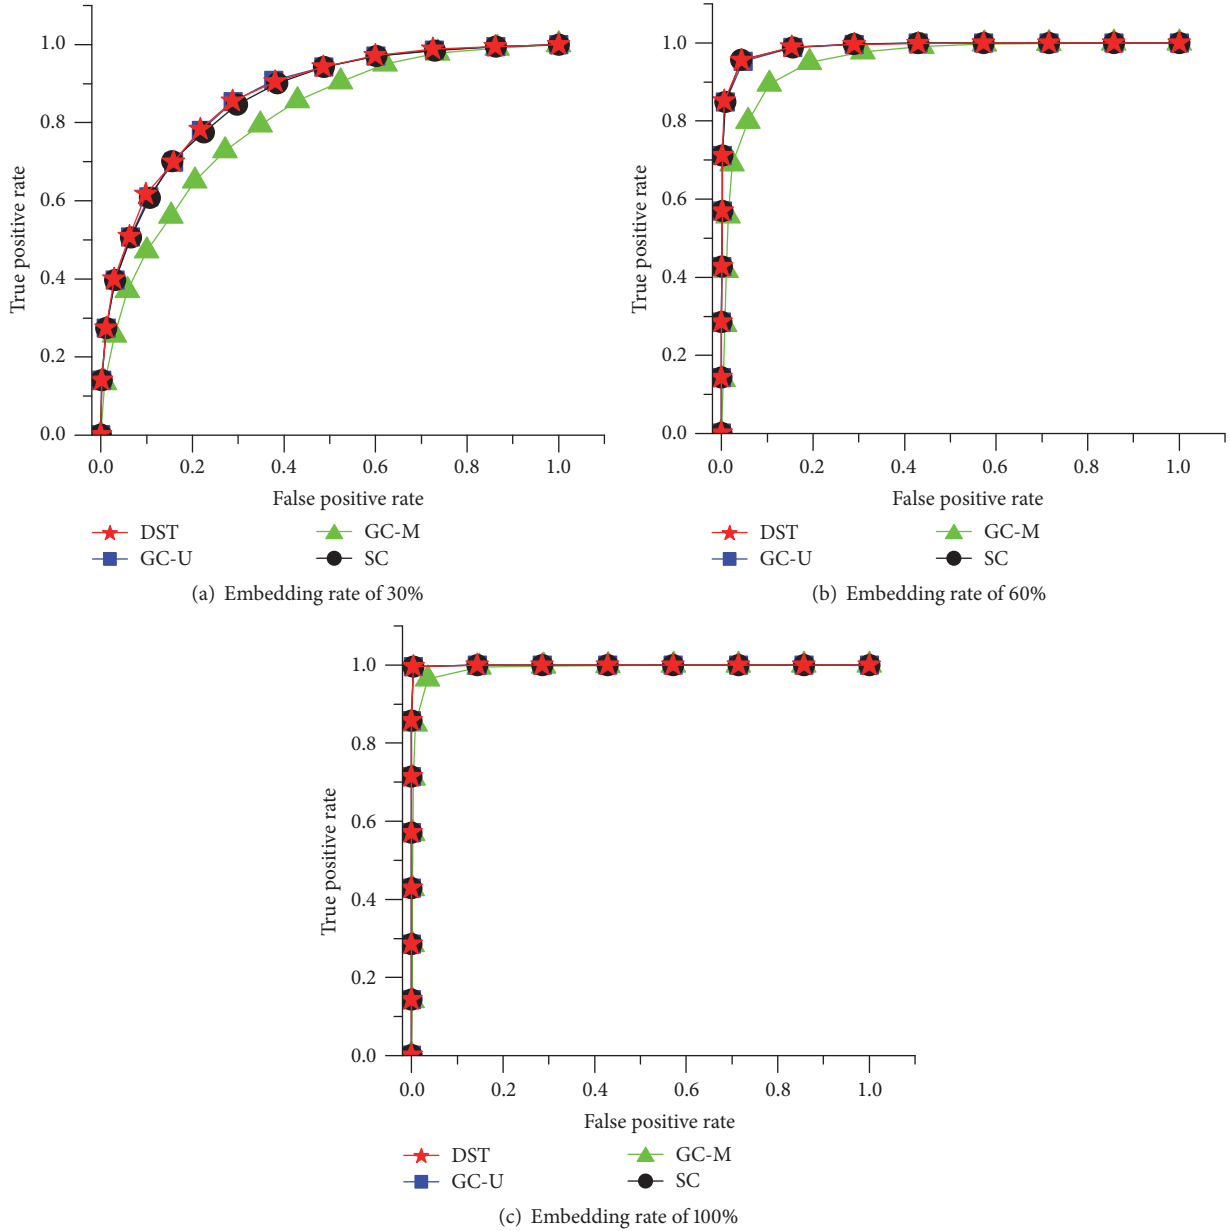 1.0
0.8
0.6
0.4
0.2
0.0
True positive rate
0.0 0.2 0.4 0.6 0.8 1.0
False positive rate
DST GC-M
GC-U SC
(a) Embedding rate of 30%
1.0
0.8
0.6
0.4
0.2
0.0
True positive rate
0.0 0.2 0.4 0.6 0.8 1.0
False positive rate
DST GC-M
GC-U SC
(b) Embedding rate of 60%
1.0
0.8
0.6
0.4
0.2
0.0
True positive rate
0.0 0.2 0.4 0.6 0.8 1.0
False positive rate
DST GC-M
GC-U SC
(c) Embedding rate of 100%